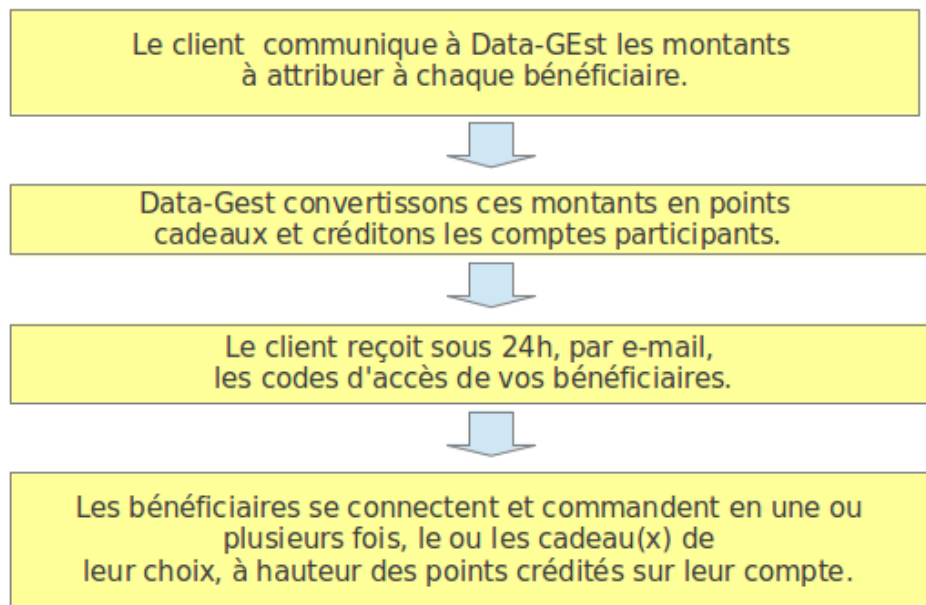 Le client communique à Data-GEst les montants
à attribuer à chaque bénéficiaire.
Data-Gest convertissons ces montants en points
cadeaux et créditons les comptes participants.
Le client reçoit sous 24h, par e-mail,
les codes d'accès de vos bénéficiaires.
Les bénéficiaires se connectent et commandent en une ou
plusieurs fois, le ou les cadeau(x) de
leur choix, à hauteur des points crédités sur leur compte.